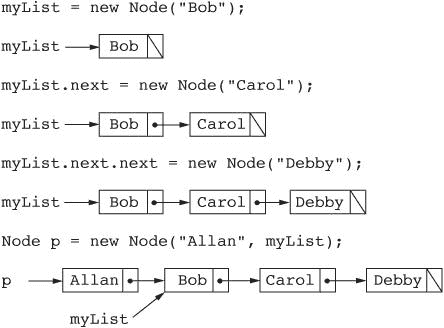 myList = new Node("Bob");
myList Bob
myList.next = new Node("Carol");
myList Bob Carol
myList.next.next = new Node("Debby");
myList Bob Carol Debby
Node p = new Node("Allan", myList);
p Allan Bob Carol Debby
myList